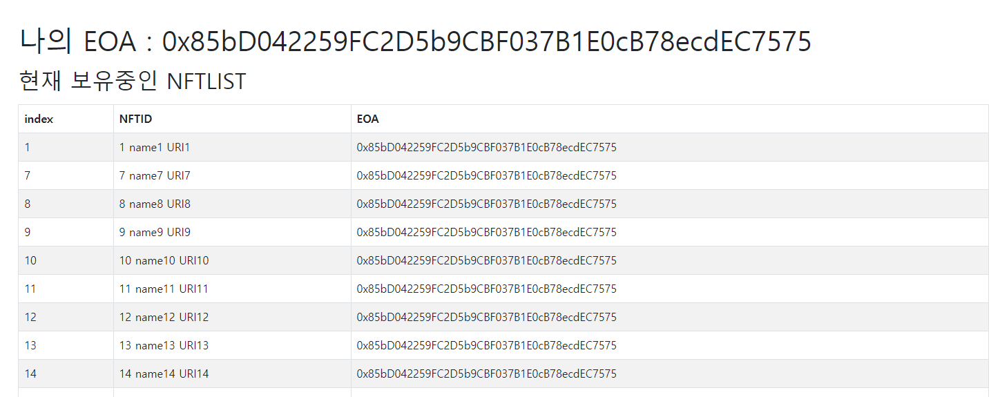 나의 EOA : 0x85bD042259FC2D5b9CBF037B1E0cB78ecdEC7575
현재 보유중인 NFTLIST
index NFTID EOA
1 1 name1 URI1 0x85bD042259FC2D5b9CBF037B1E0cB78ecdEC7575
7 7 name7 URI7 0x85bD042259FC2D5b9CBF037B1E0cB78ecdEC7575
8 8 name8 URI8 0x85bD042259FC2D5b9CBF037B1E0cB78ecdEC7575
9 9 name9 URI9 0x85bD042259FC2D5b9CBF037B1E0cB78ecdEC7575
10 10 name10 URI10 0x85bD042259FC2D5b9CBF037B1E0cB78ecdEC7575
11 11 name11 URI11 0x85bD042259FC2D5b9CBF037B1E0cB78ecdEC7575
12 12 name12 URI12 0x85bD042259FC2D5b9CBF037B1E0cB78ecdEC7575
13 13 name13 URI13 0x85bD042259FC2D5b9CBF037B1E0cB78ecdEC7575
14 14 name14 URI14 0x85bD042259FC2D5b9CBF037B1E0cB78ecdEC7575